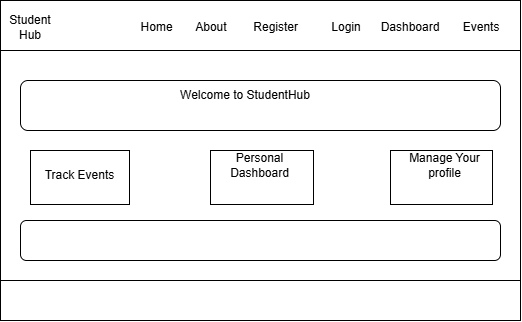 Student
Hub
Home About Register Login Dashboard Events
Welcome to StudentHub
Track Events
Personal
Dashboard
Manage Your
profile